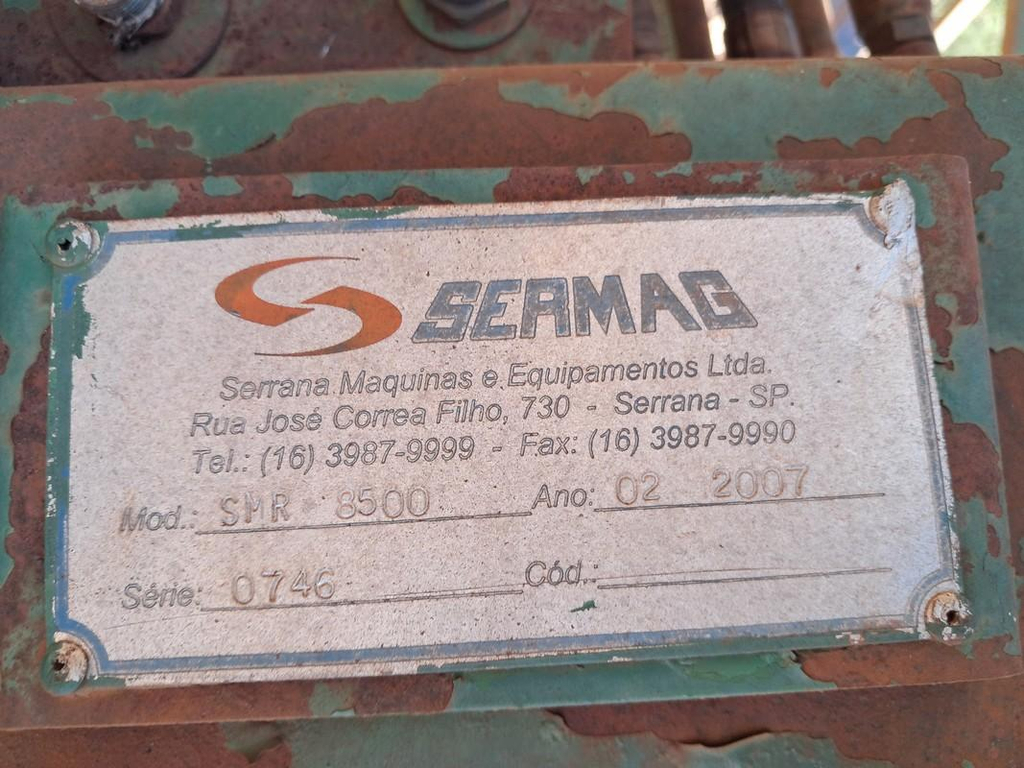 SERMAG
Serrana Maquinas e Equipamentos Ltda.
Rua José Correa Filho, 730 - Serrana - SP.
Tel.: (16) 3987-9999 - Fax: (16) 3987-9990
Mod.: SMR 8500 Ano: 02 2007
Série: 0746 Cód.: